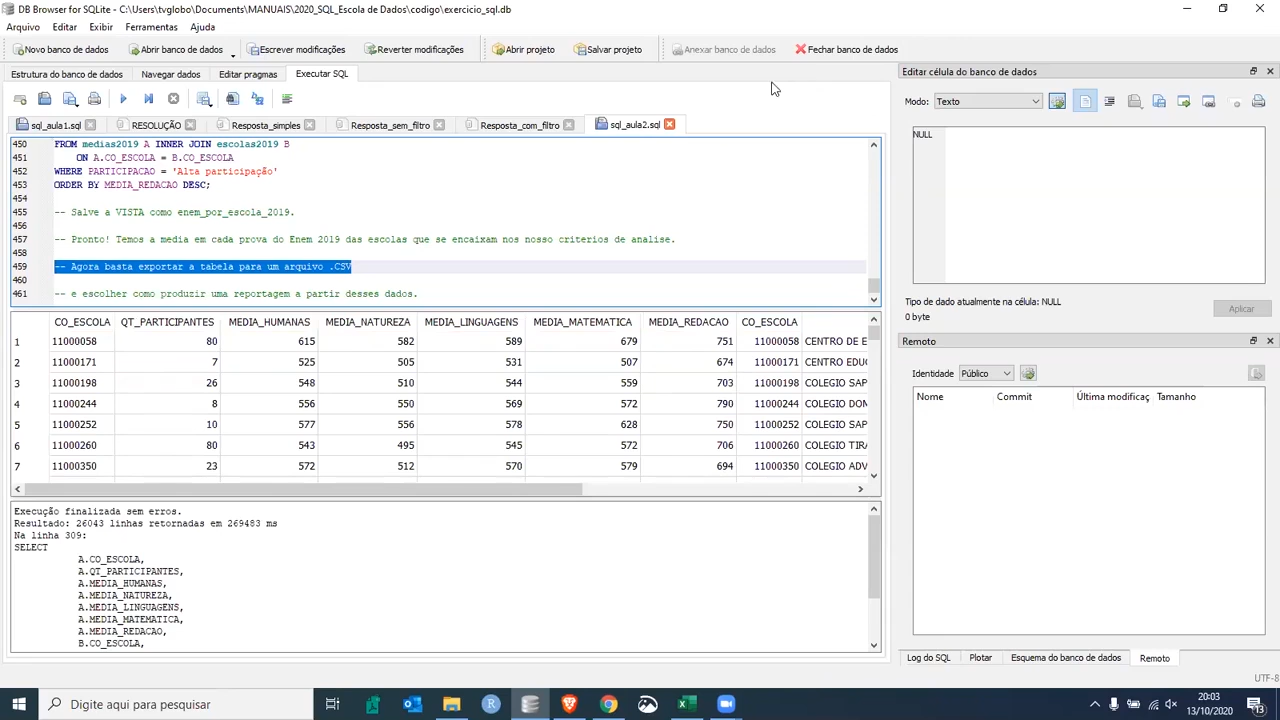 DB Browser for SQLite - C:\Users\tvglobo\Documents\MANUAIS\2020_SQL_Escola de Dados\codigo\exercicio_sql.db
Arquivo Editar Exibir Ferramentas Ajuda
Novo banco de dados Abrir banco de dados Escrever modificações Reverter modificações Abrir projeto Salvar projeto Anexar banco de dados Fechar banco de dados
Estrutura do banco de dados Navegar dados Editar pragmas Executar SQL
sql_aula1.sql RESOLUÇÃO Resposta_simples Resposta_sem_filtro Resposta_com_filtro sql_aula2.sql
450 FROM medias2019 A INNER JOIN escolas2019 B
451 ON A.CO_ESCOLA = B.CO_ESCOLA
452 WHERE PARTICIPACAO = 'Alta participação'
453 ORDER BY MEDIA_REDACAO DESC;
454
455 -- Salve a VISTA como enem_por_escola_2019.
456
457 -- Pronto! Temos a media em cada prova do Enem 2019 das escolas que se encaixam nos nosso criterios de analise.
458
459 -- Agora basta exportar a tabela para um arquivo .CSV
460
461 -- e escolher como produzir uma reportagem a partir desses dados.
CO_ESCOLA QT_PARTICIPANTES MEDIA_HUMANAS MEDIA_NATUREZA MEDIA_LINGUAGENS MEDIA_MATEMATICA MEDIA_REDACAO CO_ESCOLA
1 11000058 80 615 582 589 679 751 11000058 CENTRO DE E
2 11000171 7 525 505 531 507 674 11000171 CENTRO EDUC
3 11000198 26 548 510 544 559 703 11000198 COLEGIO SAP
4 11000244 8 556 550 569 572 790 11000244 COLEGIO DOM
5 11000252 10 577 556 578 628 750 11000252 COLEGIO SAP
6 11000260 80 543 495 545 572 706 11000260 COLEGIO TIRA
7 11000350 23 572 512 570 579 694 11000350 COLEGIO ADV
Execução finalizada sem erros.
Resultado: 26043 linhas retornadas em 269483 ms
Na linha 309:
SELECT
A.CO_ESCOLA,
A.QT_PARTICIPANTES,
A.MEDIA_HUMANAS,
A.MEDIA_NATUREZA,
A.MEDIA_LINGUAGENS,
A.MEDIA_MATEMATICA,
A.MEDIA_REDACAO,
B.CO_ESCOLA,
Editar célula do banco de dados
Modo: Texto
NULL
Tipo de dado atualmente na célula: NULL
0 byte
Aplicar
Remoto
Identidade Público
Nome Commit Última modificaç Tamanho
Log do SQL Plotar Esquema do banco de dados Remoto
UTF-8
Digite aqui para pesquisar
20:03
13/10/2020
13